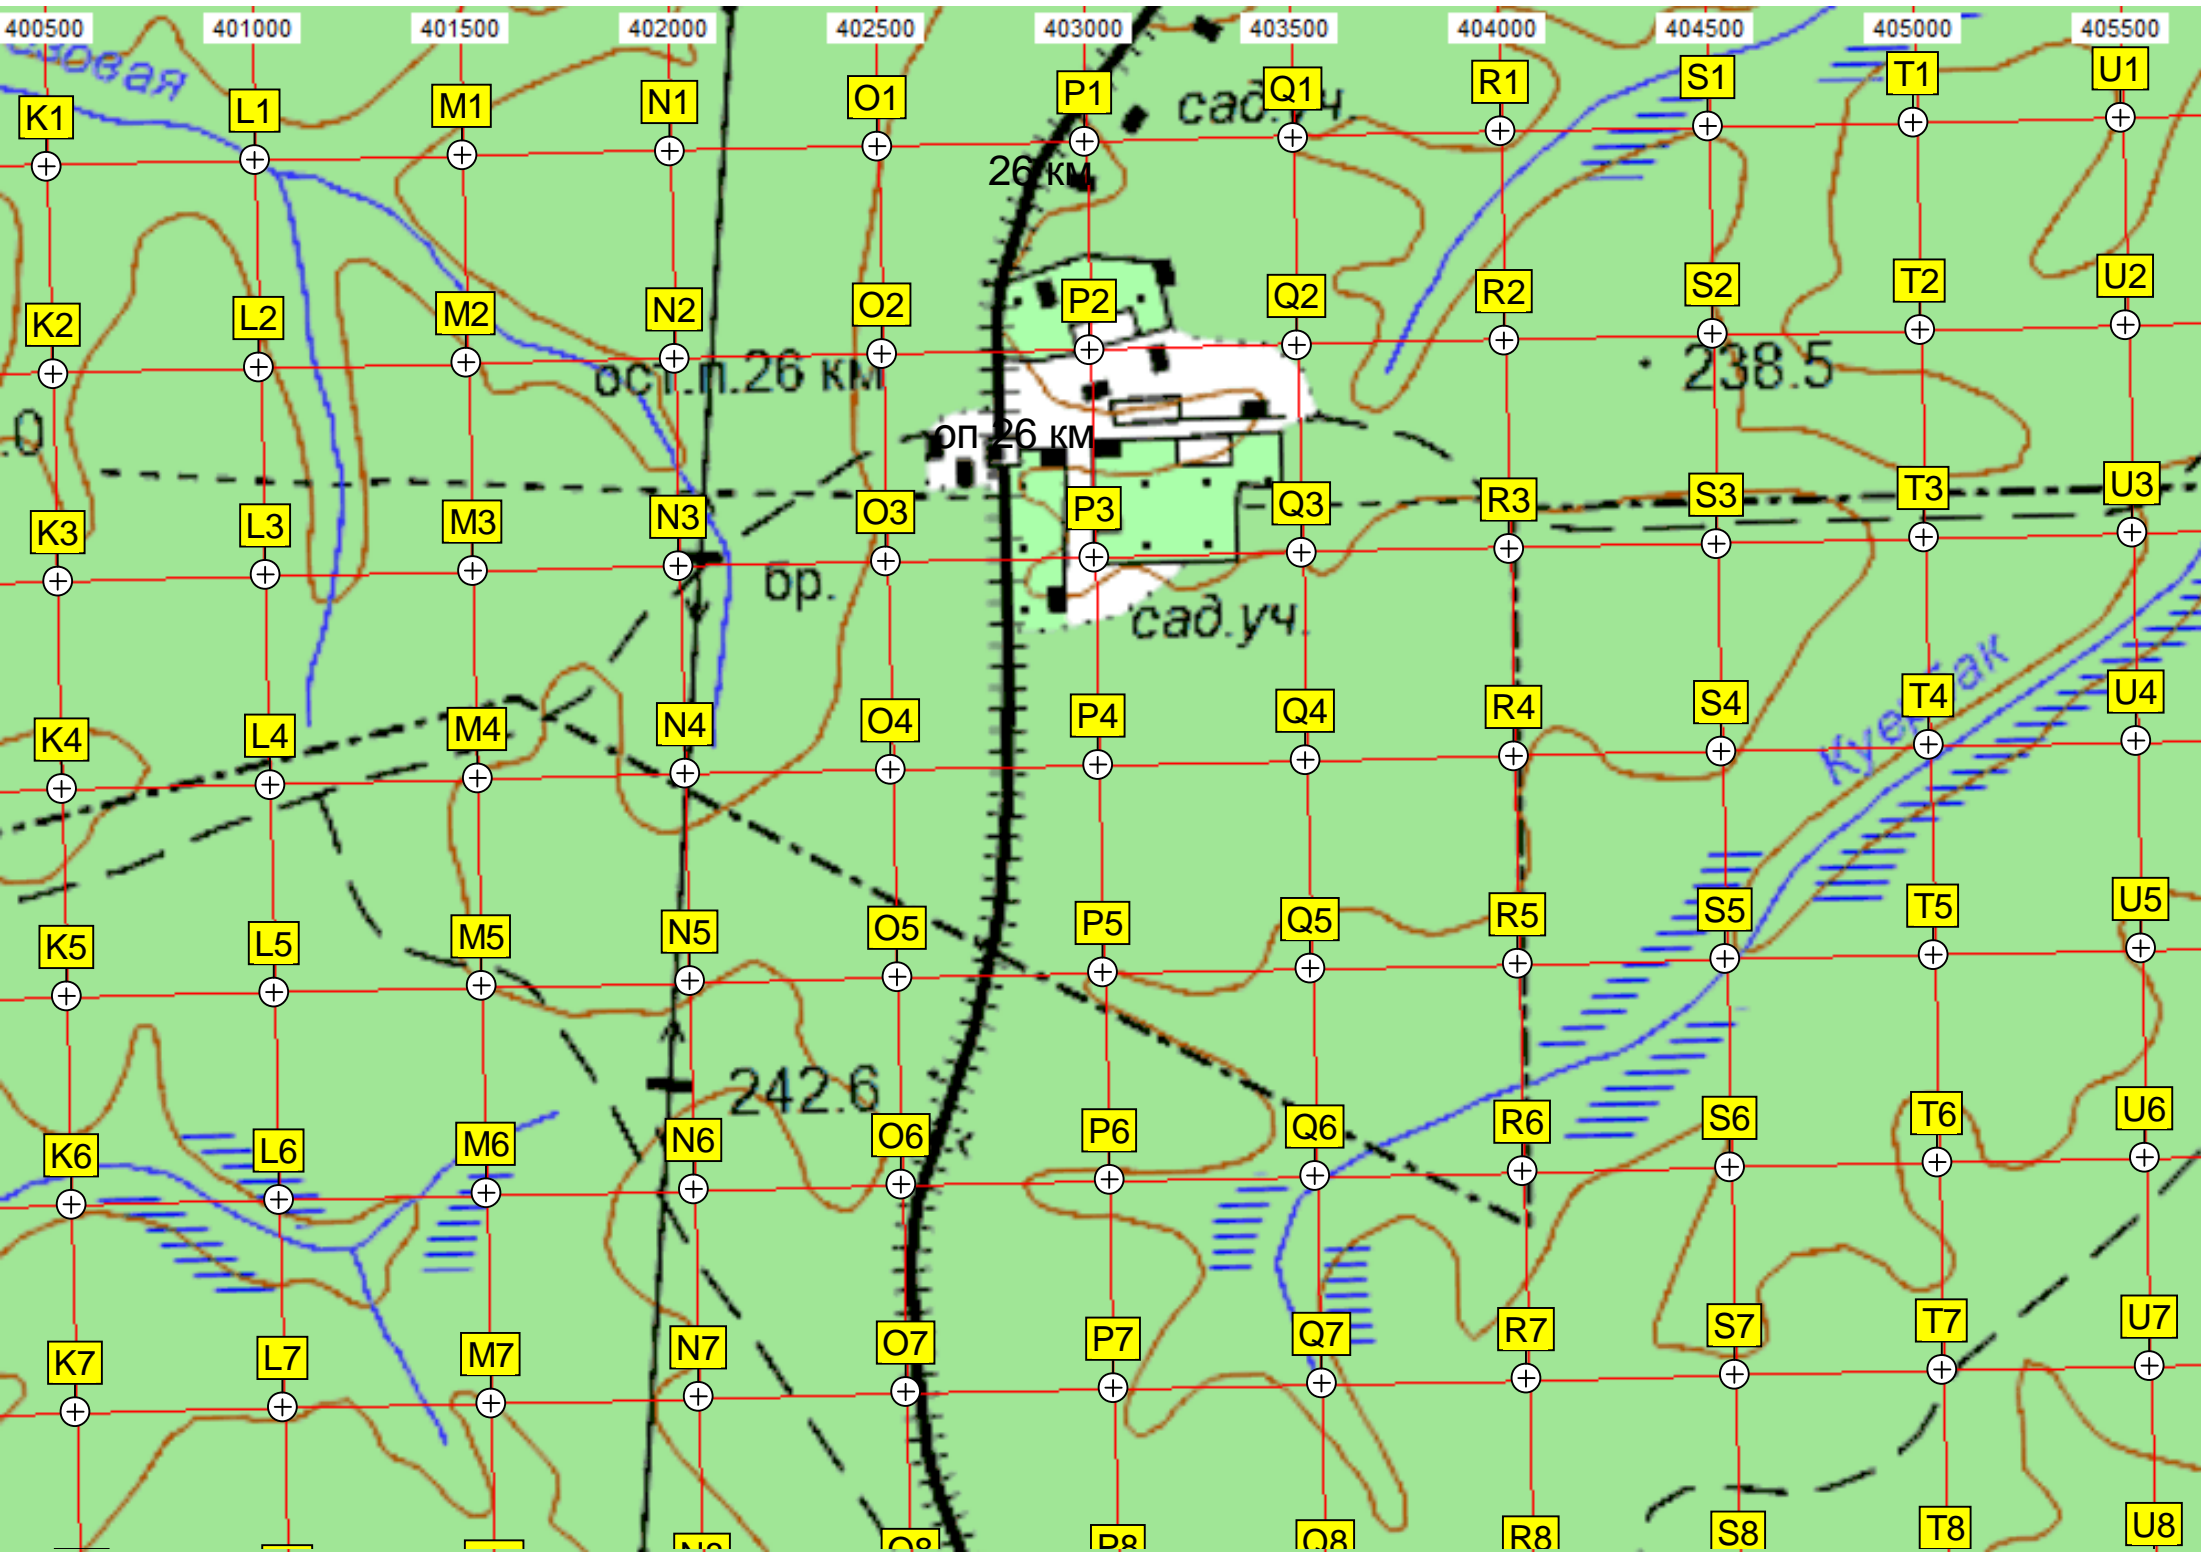 400500 401000 401500 402000 402500 403000 403500 404000 404500 405000 405500
K1 L1 M1 N1 O1 P1 Q1 R1 S1 T1 U1
26 км
K2 L2 M2 N2 O2 P2 Q2 R2 S2 T2 U2
ост.п.26 км
238.5
.0
оп 26 км
K3 L3 M3 N3 O3 P3 Q3 R3 S3 T3 U3
бр.
сад.уч.
K4 L4 M4 N4 O4 P4 Q4 R4 S4 T4 U4
K5 L5 M5 N5 O5 P5 Q5 R5 S5 T5 U5
242.6
K6 L6 M6 N6 O6 P6 Q6 R6 S6 T6 U6
K7 L7 M7 N7 O7 P7 Q7 R7 S7 T7 U7
O8 P8 Q8 R8 S8 T8 U8